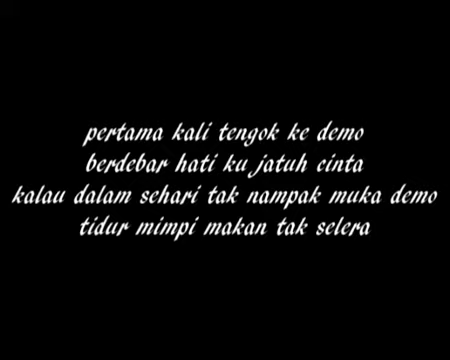 pertama kali tengok ke demo
berdebar hati ku jatuh cinta
kalau dalam sehari tak nampak muka demo
tidur mimpi makan tak selera